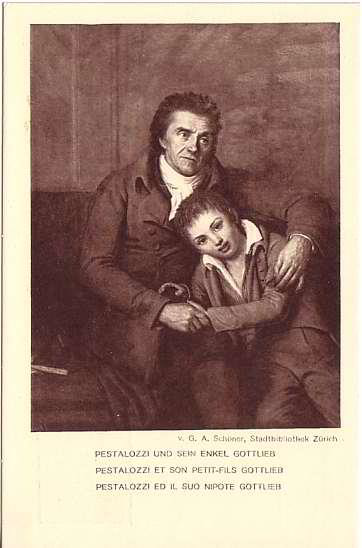 v. G. A. Schöner, Stadtbibliothek Zürich
PESTALOZZI UND SEIN ENKEL GOTTLIEB
PESTALOZZI ET SON PETIT-FILS GOTTLIEB
PESTALOZZI ED IL SUO NIPOTE GOTTLIEB